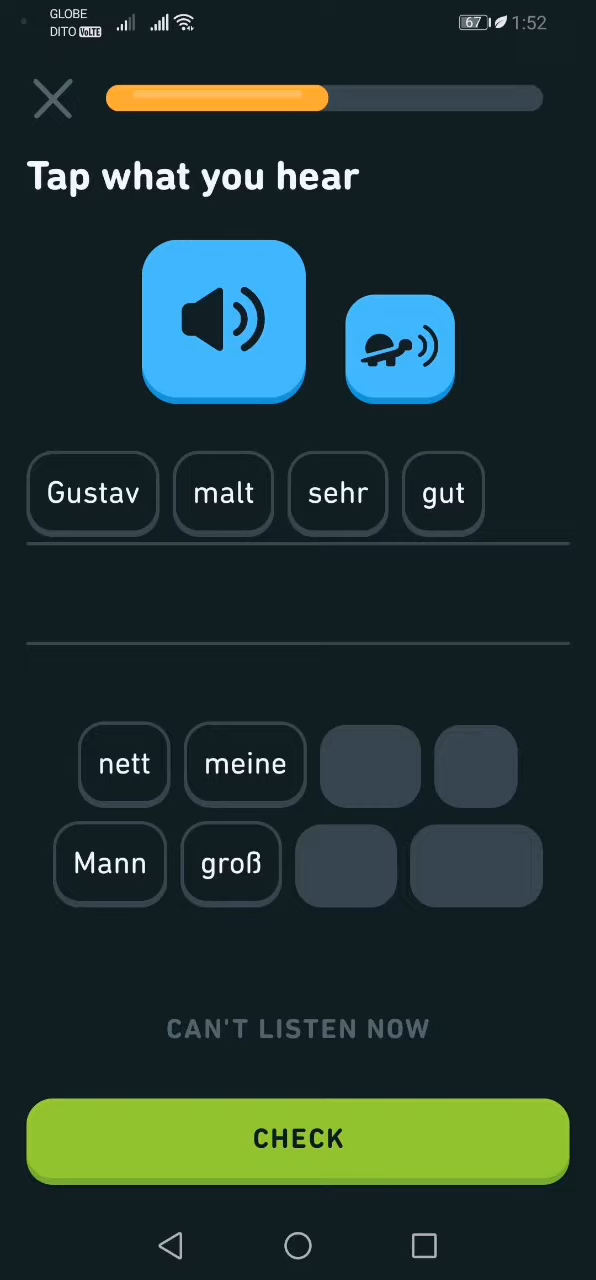 GLOBE
DITO VoLTE
67 1:52
Tap what you hear
Gustav malt sehr gut
nett meine
Mann groß
CAN'T LISTEN NOW
CHECK